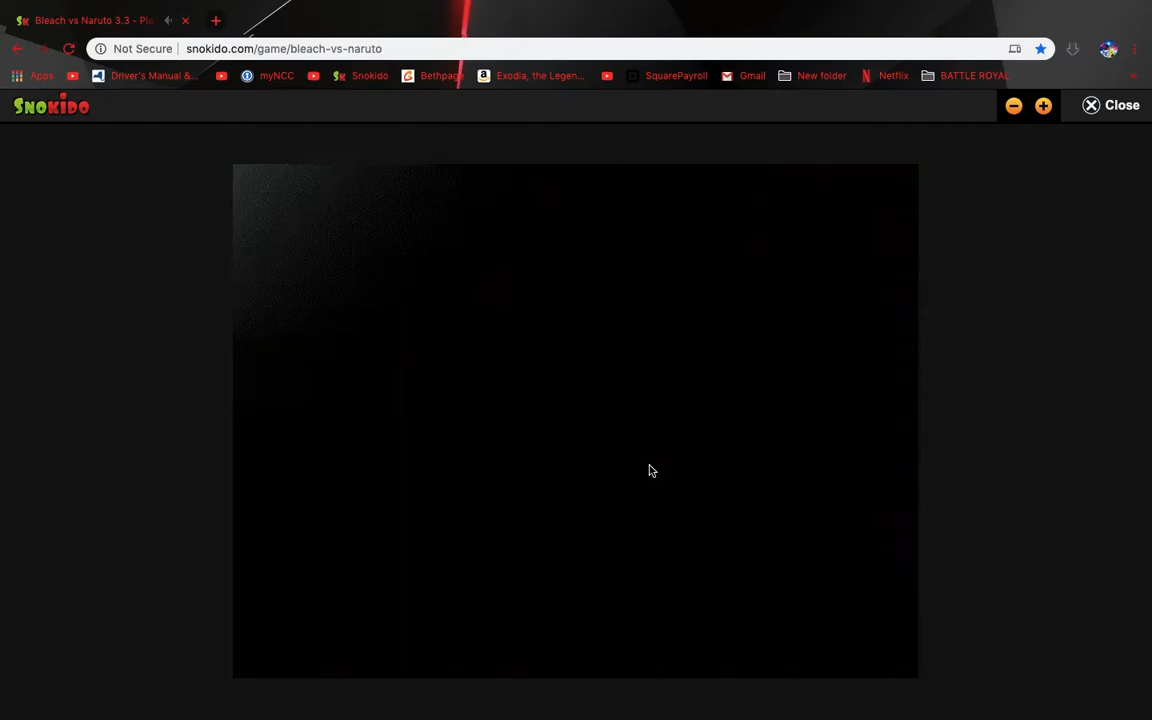 Bleach vs Naruto 3.3 - Pla
Not Secure snokido.com/game/bleach-vs-naruto
Apps Driver's Manual &... myNCC Snokido Bethpage Exodia, the Legen... SquarePayroll Gmail New folder Netflix BATTLE ROYAL
SNOKIDO Close